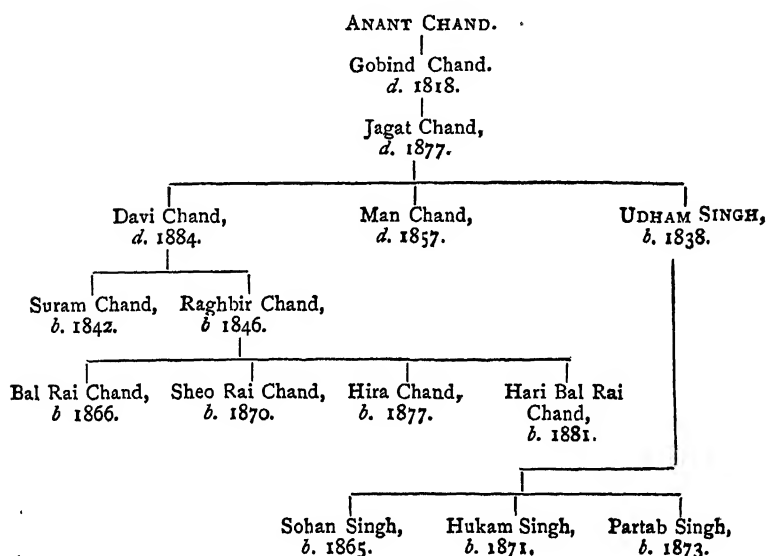 ANANT CHAND.
Gobind Chand.
d. 1818.
Jagat Chand,
d. 1877.
Davi Chand,
d. 1884.
Man Chand,
d. 1857.
UDHAM SINGH,
b. 1838.
Suram Chand,
b. 1842.
Raghbir Chand,
b 1846.
Bal Rai Chand,
b 1866.
Sheo Rai Chand,
b. 1870.
Hira Chand,
b. 1877.
Hari Bal Rai
Chand,
b. 1881.
Sohan Singh,
b. 1865.
Hukam Singh,
b. 1871.
Partab Singh,
b. 1873.